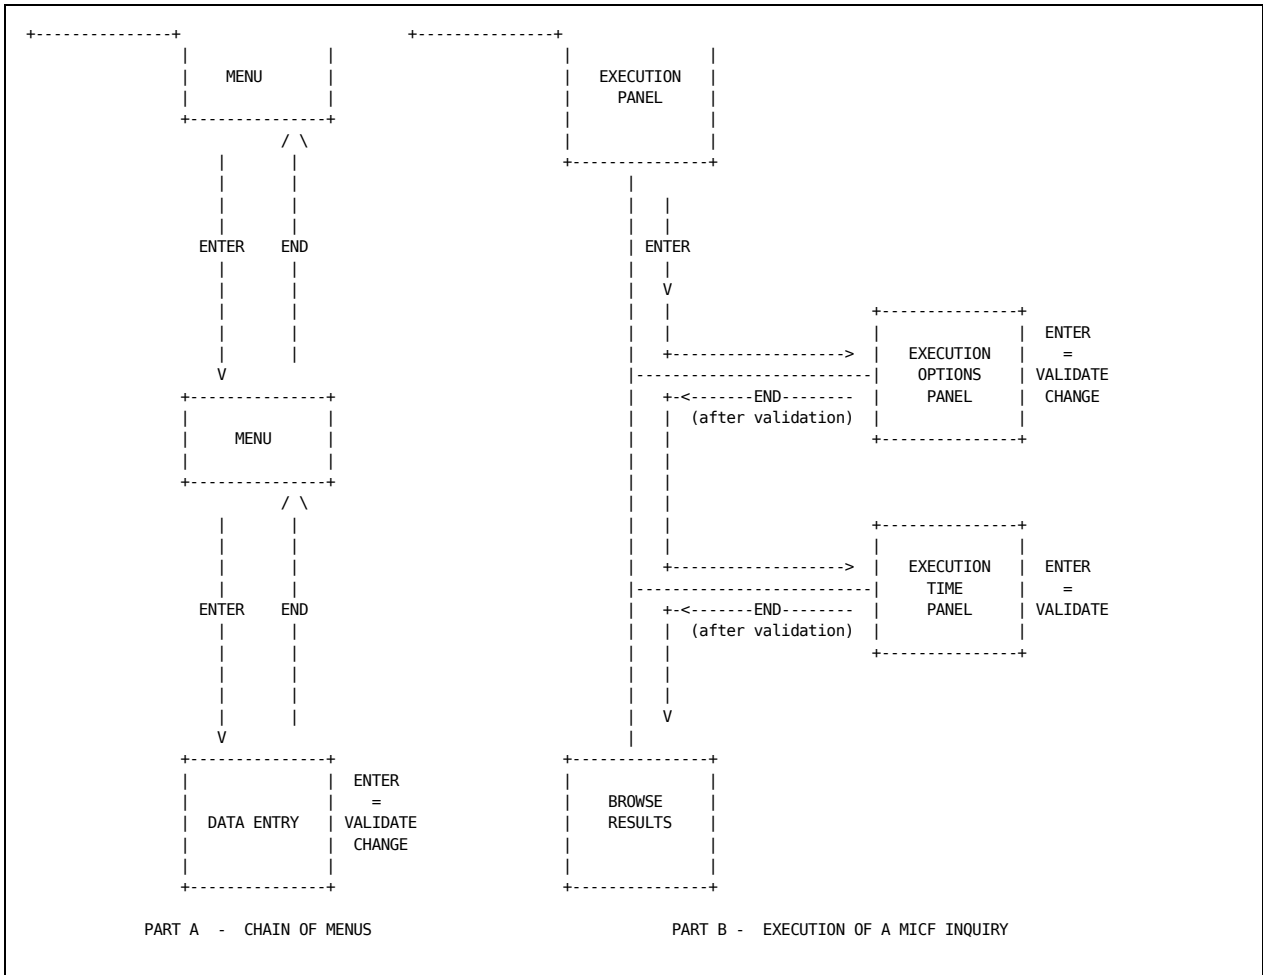 MENU EXECUTION
PANEL
ENTER END ENTER
ENTER
EXECUTION =
OPTIONS VALIDATE
END PANEL CHANGE
(after validation)
MENU
EXECUTION ENTER
TIME =
ENTER END END PANEL VALIDATE
(after validation)
ENTER
= BROWSE
DATA ENTRY VALIDATE RESULTS
CHANGE
PART A - CHAIN OF MENUS PART B - EXECUTION OF A MICF INQUIRY